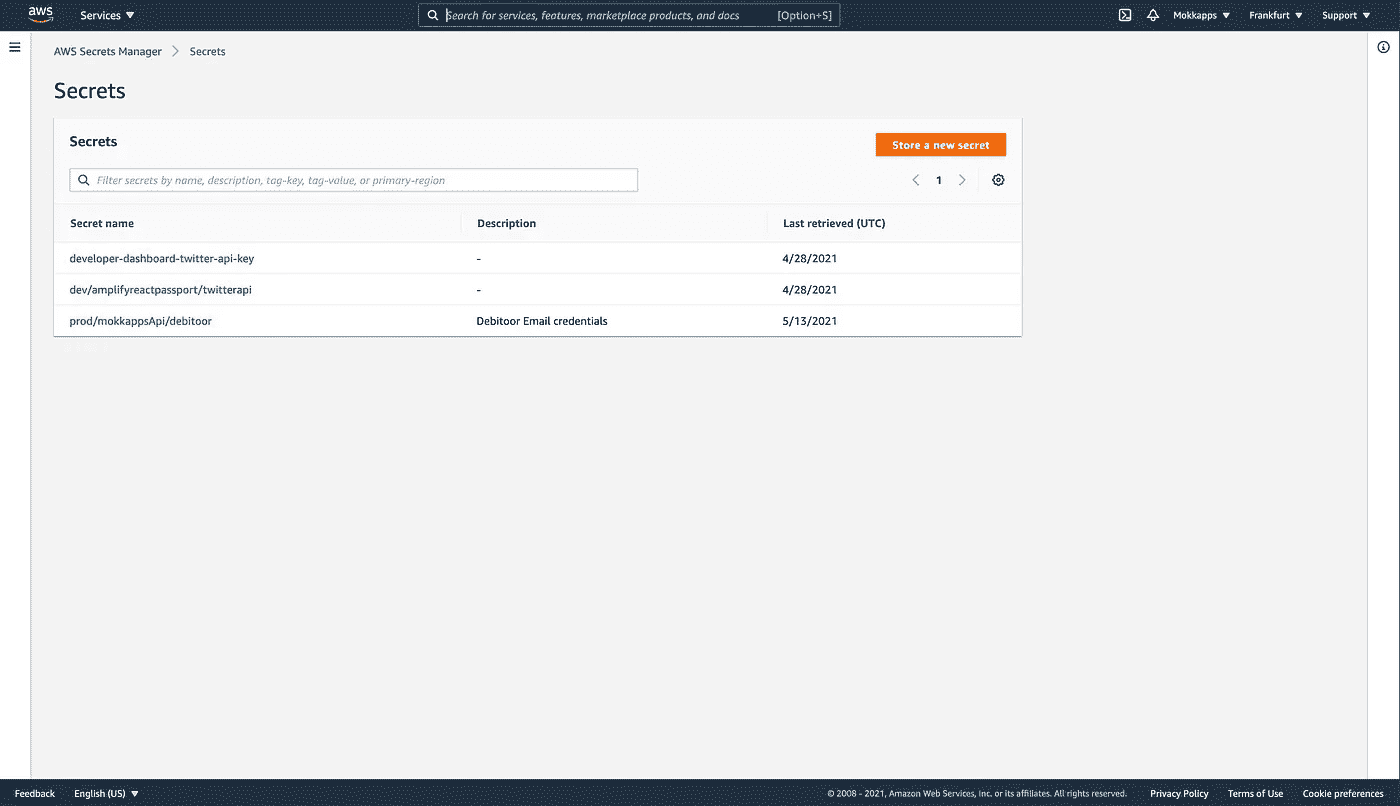 aws Services Search for services, features, marketplace products, and docs [Option+S] Mokkapps Frankfurt Support
AWS Secrets Manager Secrets
Secrets
Secrets Store a new secret
Filter secrets by name, description, tag-key, tag-value, or primary-region 1
Secret name Description Last retrieved (UTC)
developer-dashboard-twitter-api-key - 4/28/2021
dev/amplifyreactpassport/twitterapi - 4/28/2021
prod/mokkappsApi/debitoor Debitoor Email credentials 5/13/2021
Feedback English (US) © 2008 - 2021, Amazon Web Services, Inc. or its affiliates. All rights reserved. Privacy Policy Terms of Use Cookie preferences